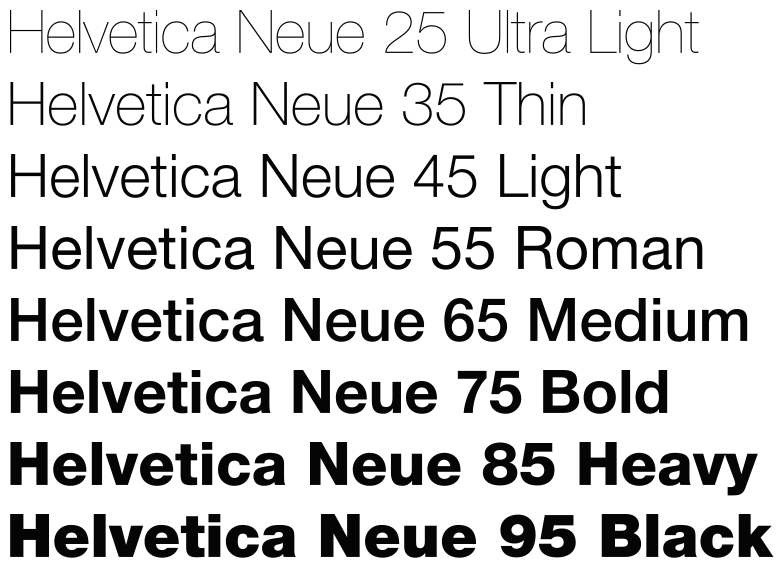 Helvetica Neue 25 Ultra Light
Helvetica Neue 35 Thin
Helvetica Neue 45 Light
Helvetica Neue 55 Roman
Helvetica Neue 65 Medium
Helvetica Neue 75 Bold
Helvetica Neue 85 Heavy
Helvetica Neue 95 Black